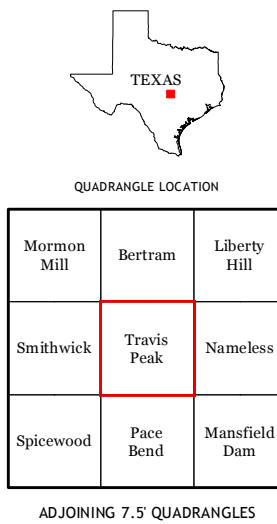 TEXAS
QUADRANGLE LOCATION
Mormon
Mill
Bertram
Liberty
Hill
Smithwick
Travis
Peak
Nameless
Spicewood
Pace
Bend
Mansfield
Dam
ADJOINING 7.5' QUADRANGLES